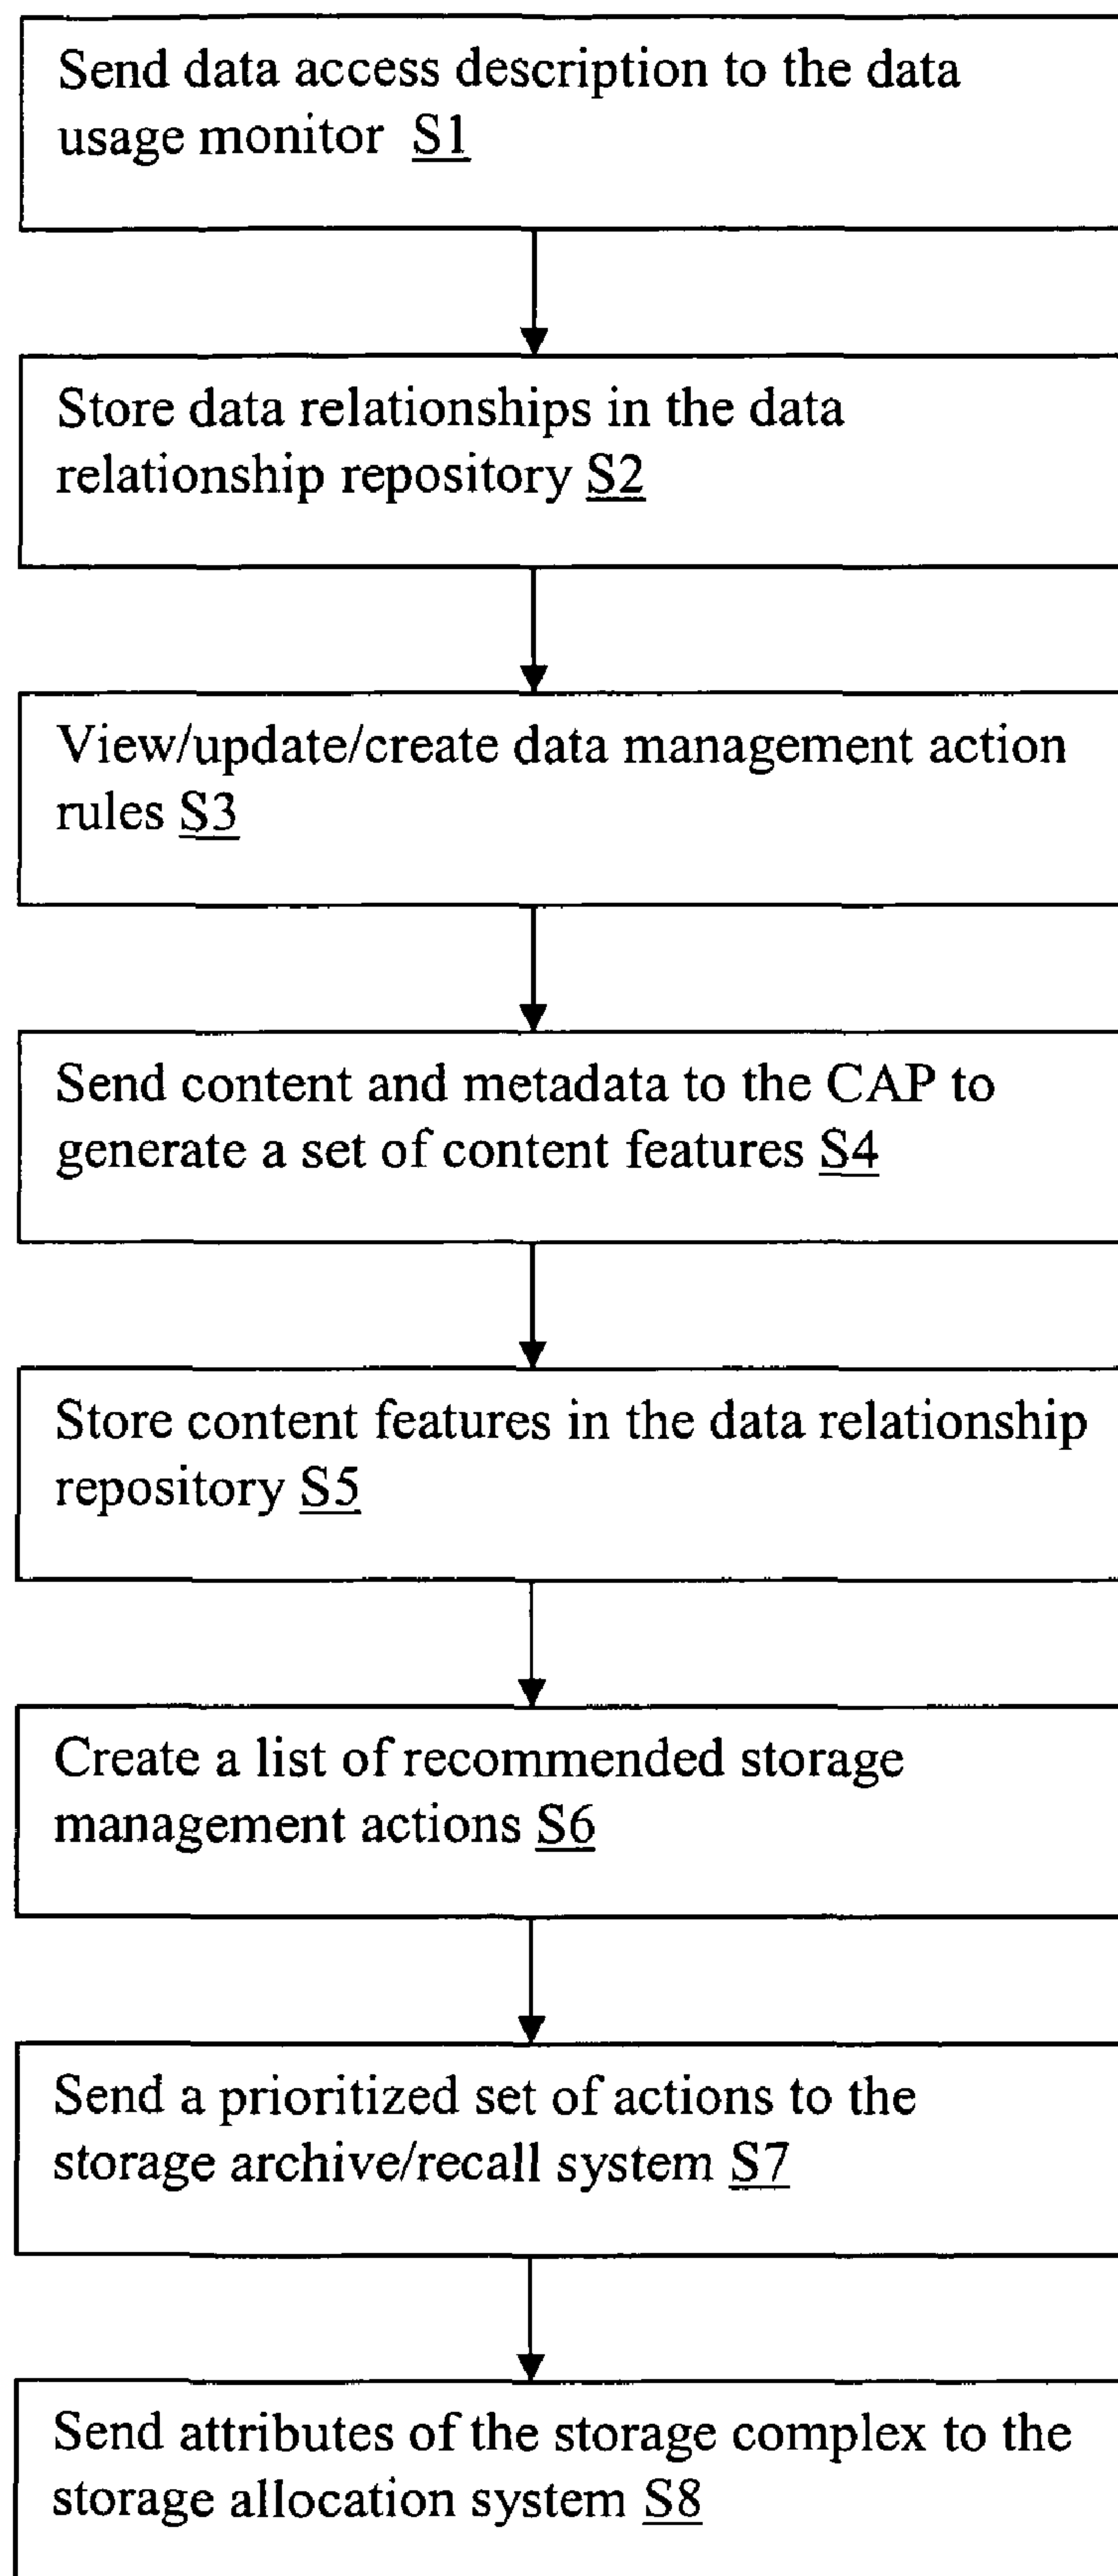 Send data access description to the data
usage monitor S1
Store data relationships in the data
relationship repository S2
View/update/create data management action
rules S3
Send content and metadata to the CAP to
generate a set of content features S4
Store content features in the data relationship
repository S5
Create a list of recommended storage
management actions S6
Send a prioritized set of actions to the
storage archive/recall system S7
Send attributes of the storage complex to the
storage allocation system S8